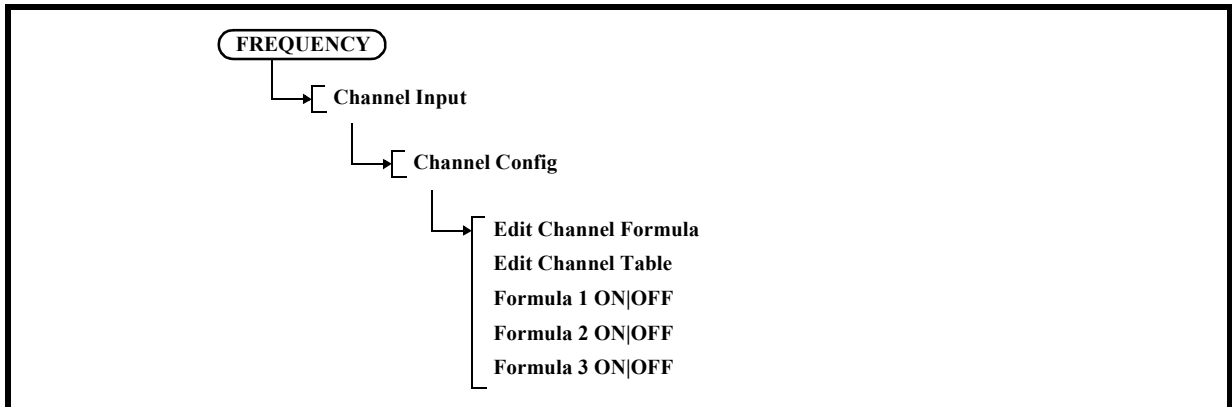 FREQUENCY
Channel Input
Channel Config
Edit Channel Formula
Edit Channel Table
Formula 1 ON|OFF
Formula 2 ON|OFF
Formula 3 ON|OFF